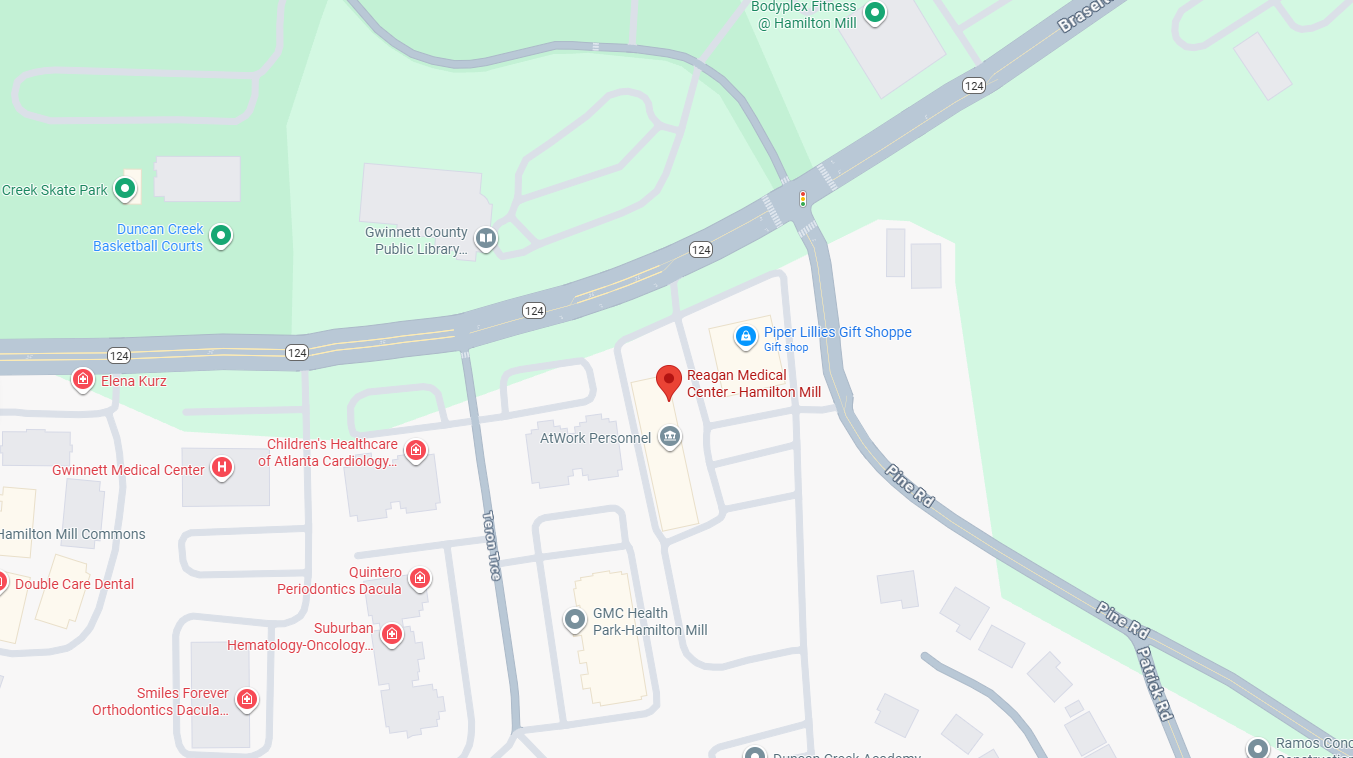 Bodyplex Fitness
@ Hamilton Mill
124
Creek Skate Park
Duncan Creek
Basketball Courts
Gwinnett County
Public Library...
124
124
124
124
Piper Lillies Gift Shoppe
Gift shop
Elena Kurz
Reagan Medical
Center - Hamilton Mill
AtWork Personnel
Children's Healthcare
of Atlanta Cardiology...
Gwinnett Medical Center
H
Pine Rd
Teron Trce
Hamilton Mill Commons
Double Care Dental
Quintero
Periodontics Dacula
GMC Health
Park-Hamilton Mill
Suburban
Hematology-Oncology...
Pine Rd
Patrick Rd
Smiles Forever
Orthodontics Dacula...
Ramos
Duncan Creek Academy